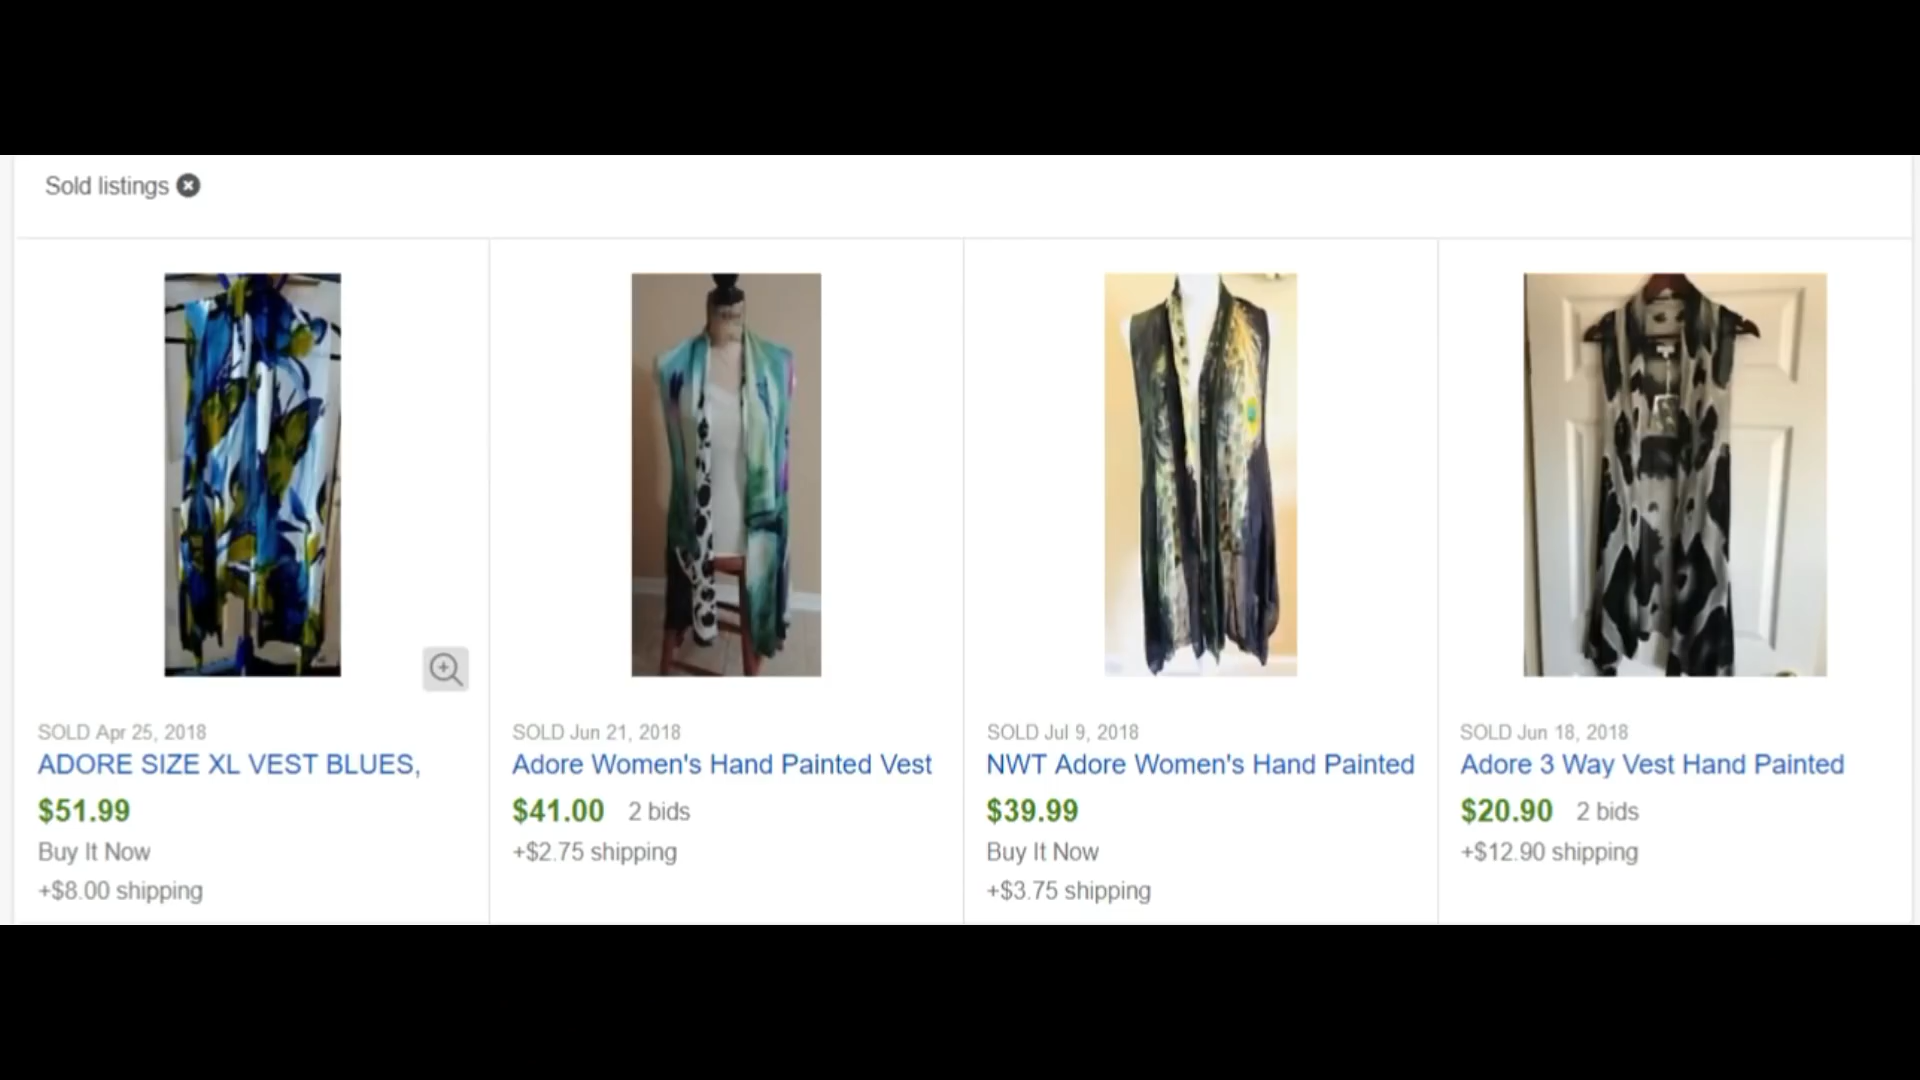 Sold listings
SOLD Apr 25, 2018
ADORE SIZE XL VEST BLUES,
$51.99
Buy It Now
+$8.00 shipping
SOLD Jun 21, 2018
Adore Women's Hand Painted Vest
$41.00 2 bids
+$2.75 shipping
SOLD Jul 9, 2018
NWT Adore Women's Hand Painted
$39.99
Buy It Now
+$3.75 shipping
SOLD Jun 18, 2018
Adore 3 Way Vest Hand Painted
$20.90 2 bids
+$12.90 shipping